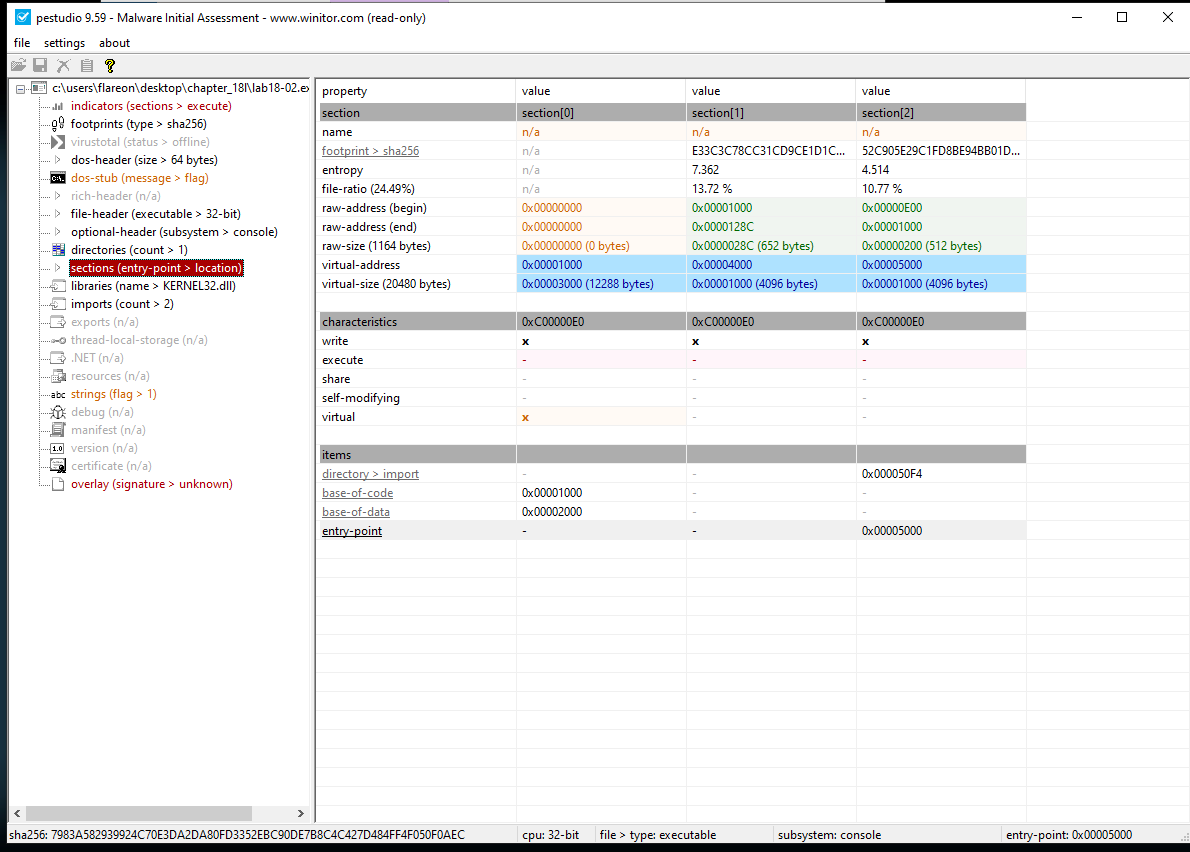 pestudio 9.59 - Malware Initial Assessment - www.winitor.com (read-only)
file settings about
c:\users\flareon\desktop\chapter_18l\lab18-02.ex
indicators (sections > execute)
footprints (type > sha256)
virustotal (status > offline)
dos-header (size > 64 bytes)
dos-stub (message > flag)
rich-header (n/a)
file-header (executable > 32-bit)
optional-header (subsystem > console)
directories (count > 1)
sections (entry-point > location)
libraries (name > KERNEL32.dll)
imports (count > 2)
exports (n/a)
thread-local-storage (n/a)
.NET (n/a)
resources (n/a)
abc strings (flag > 1)
debug (n/a)
manifest (n/a)
1.0 version (n/a)
certificate (n/a)
overlay (signature > unknown)
property value value value
section section[0] section[1] section[2]
name n/a n/a n/a
footprint > sha256 n/a E33C3C78CC31CD9CE1D1C... 52C905E29C1FD8BE94BB01D...
entropy n/a 7.362 4.514
file-ratio (24.49%) n/a 13.72 % 10.77 %
raw-address (begin) 0x00000000 0x00001000 0x00000E00
raw-address (end) 0x00000000 0x0000128C 0x00001000
raw-size (1164 bytes) 0x00000000 (0 bytes) 0x0000028C (652 bytes) 0x00000200 (512 bytes)
virtual-address 0x00001000 0x00004000 0x00005000
virtual-size (20480 bytes) 0x00003000 (12288 bytes) 0x00001000 (4096 bytes) 0x00001000 (4096 bytes)
characteristics 0xC00000E0 0xC00000E0 0xC00000E0
write x x x
execute - - -
share - - -
self-modifying - - -
virtual x - -
items
directory > import - - 0x000050F4
base-of-code 0x00001000 - -
base-of-data 0x00002000 - -
entry-point - - 0x00005000
sha256: 7983A582939924C70E3DA2DA80FD3352EBC90DE7B8C4C427D484FF4F050F0AEC cpu: 32-bit file > type: executable subsystem: console entry-point: 0x00005000